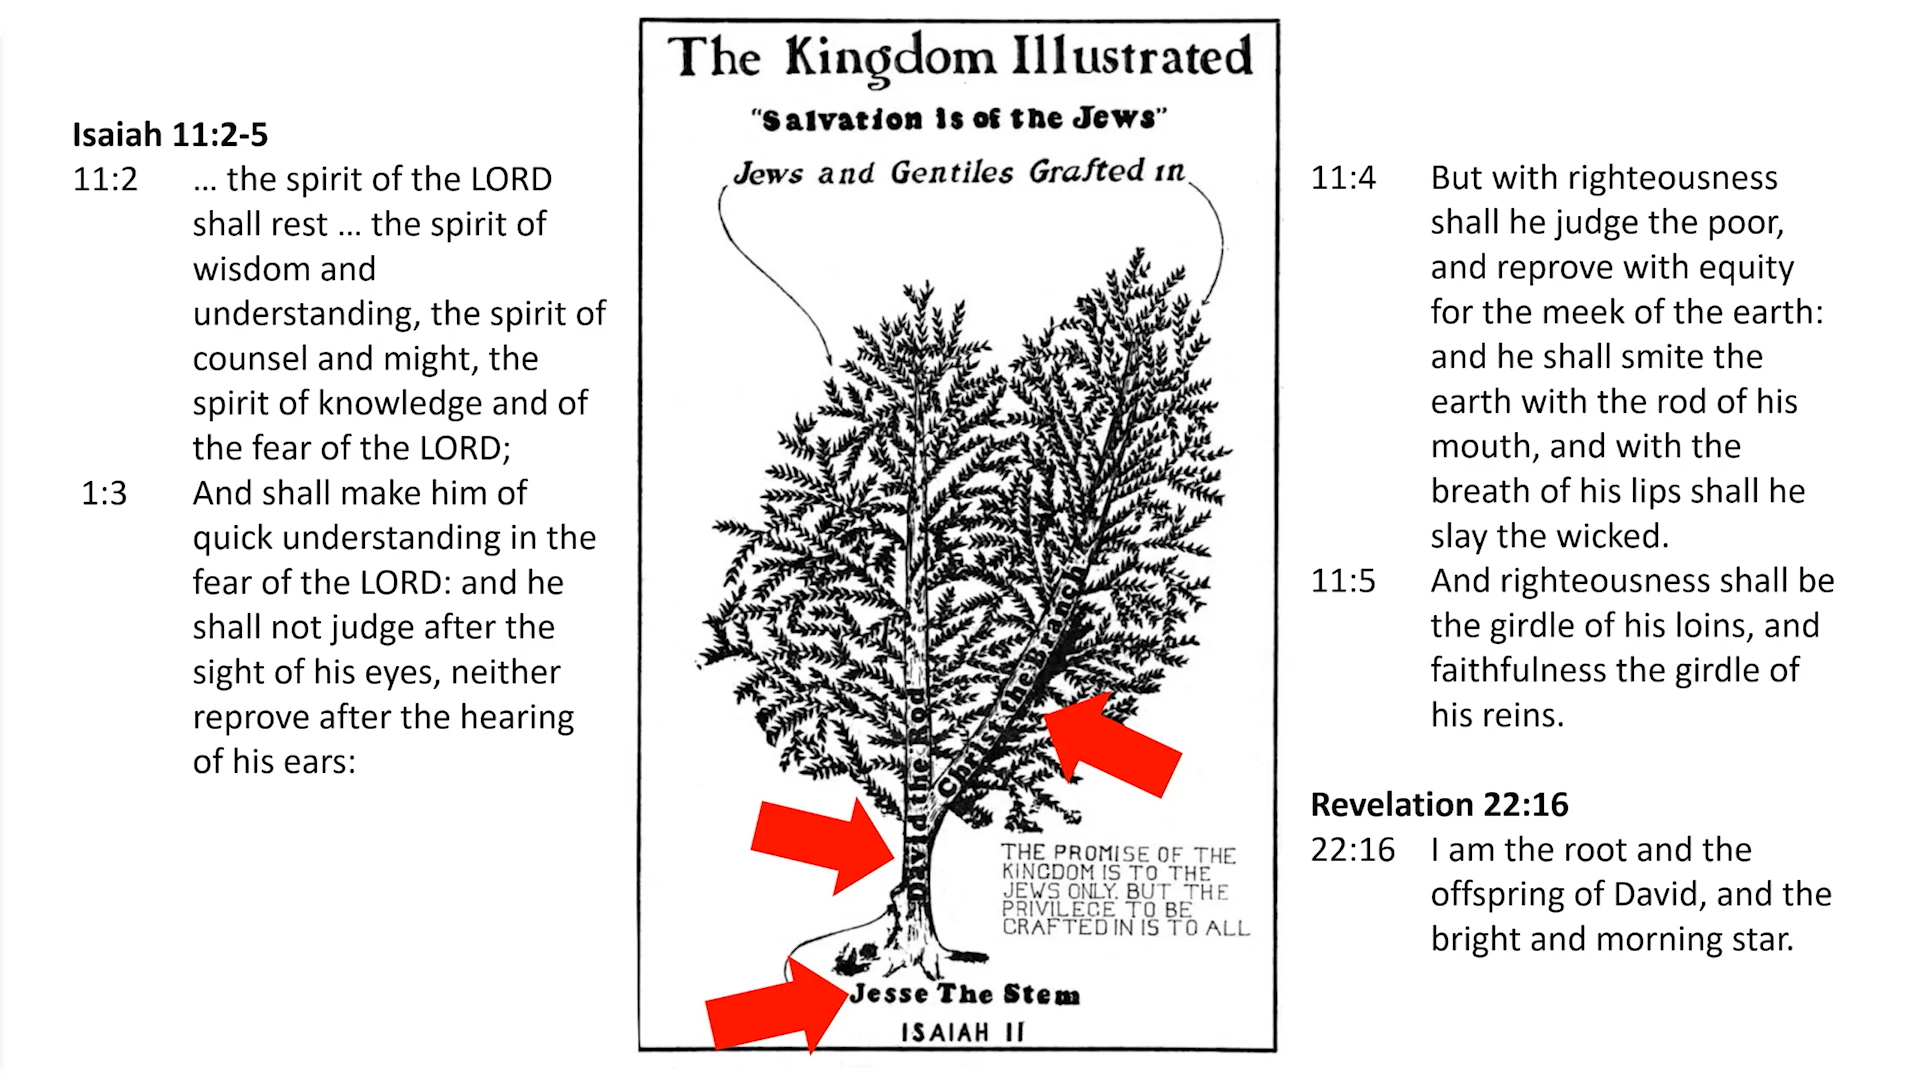 Isaiah 11:2-5
11:2 ... the spirit of the LORD
shall rest ... the spirit of
wisdom and
understanding, the spirit of
counsel and might, the
spirit of knowledge and of
the fear of the LORD;
1:3 And shall make him of
quick understanding in the
fear of the LORD: and he
shall not judge after the
sight of his eyes, neither
reprove after the hearing
of his ears:
The Kingdom Illustrated
"Salvation is of the Jews"
Jews and Gentiles Grafted in
David the Rod
Christ the Branch
THE PROMISE OF THE
KINGDOM IS TO THE
JEWS ONLY. BUT THE
PRIVILEGE TO BE
GRAFTED IN IS TO ALL
Jesse The Stem
ISAIAH 11
11:4 But with righteousness
shall he judge the poor,
and reprove with equity
for the meek of the earth:
and he shall smite the
earth with the rod of his
mouth, and with the
breath of his lips shall he
slay the wicked.
11:5 And righteousness shall be
the girdle of his loins, and
faithfulness the girdle of
his reins.
Revelation 22:16
22:16 I am the root and the
offspring of David, and the
bright and morning star.